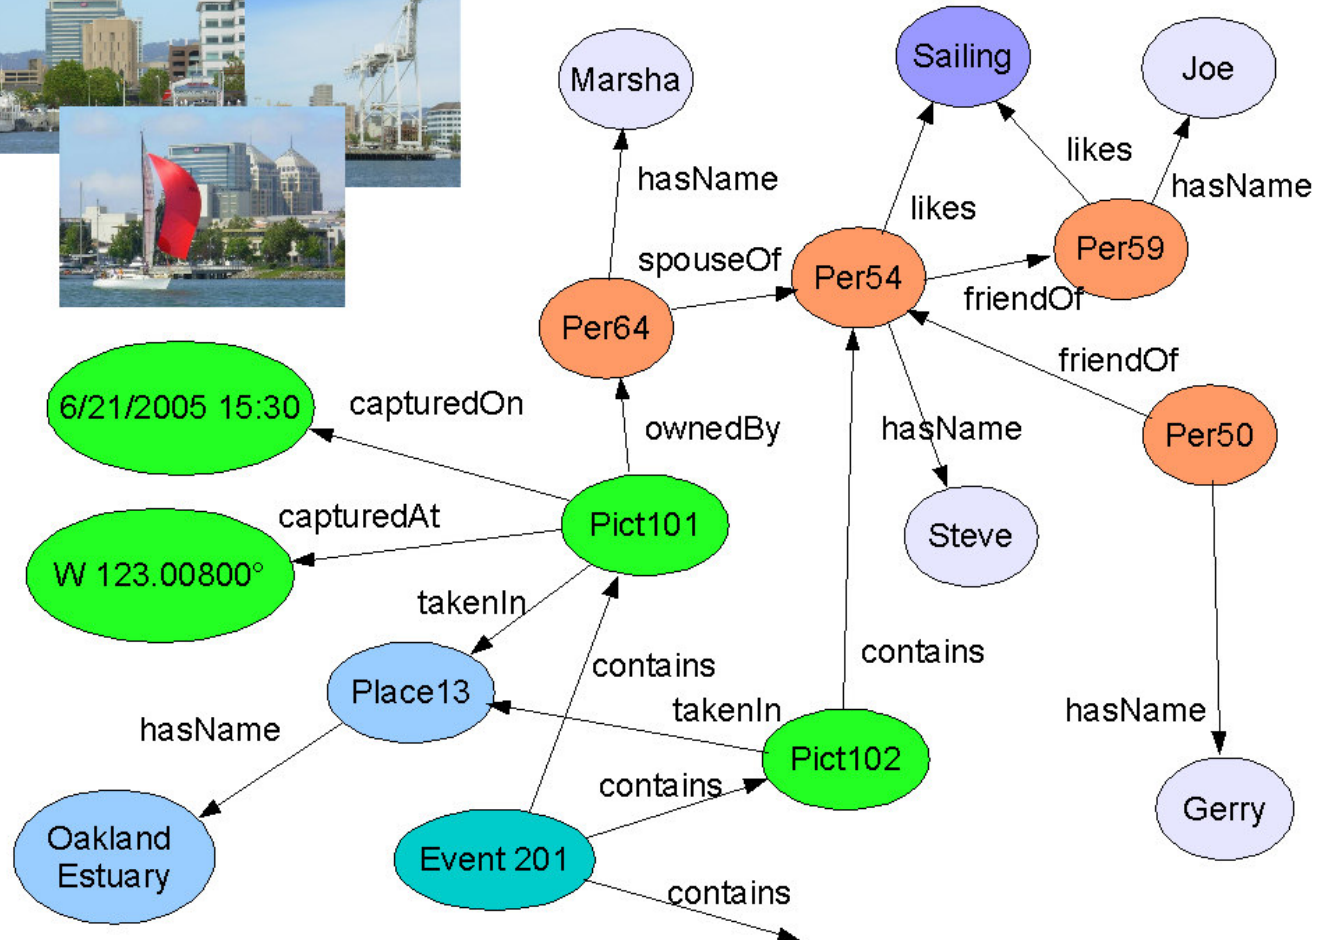 Sailing
Marsha
Joe
likes
hasName
hasName
likes
spouseOf
Per59
Per54
friendOf
Per64
friendOf
6/21/2005 15:30
capturedOn
ownedBy
hasName
Per50
capturedAt
Pict101
Steve
W 123.00800°
takenIn
contains
contains
Place13
takenIn
hasName
hasName
Pict102
contains
Gerry
Oakland
Estuary
Event 201
contains